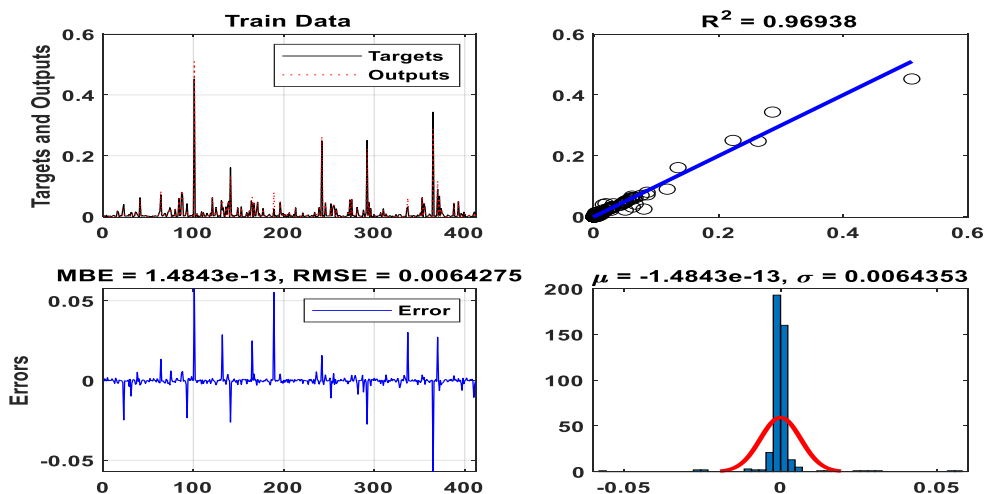 Train Data
Targets and Outputs
0.6
0.4
0.2
0
Targets
Outputs
0 100 200 300 400
R² = 0.96938
0.6
0.4
0.2
0
0 0.2 0.4 0.6
MBE = 1.4843e-13, RMSE = 0.0064275
Errors
0.05
0
-0.05
Error
0 100 200 300 400
μ = -1.4843e-13, σ = 0.0064353
200
150
100
50
0
-0.05 0 0.05